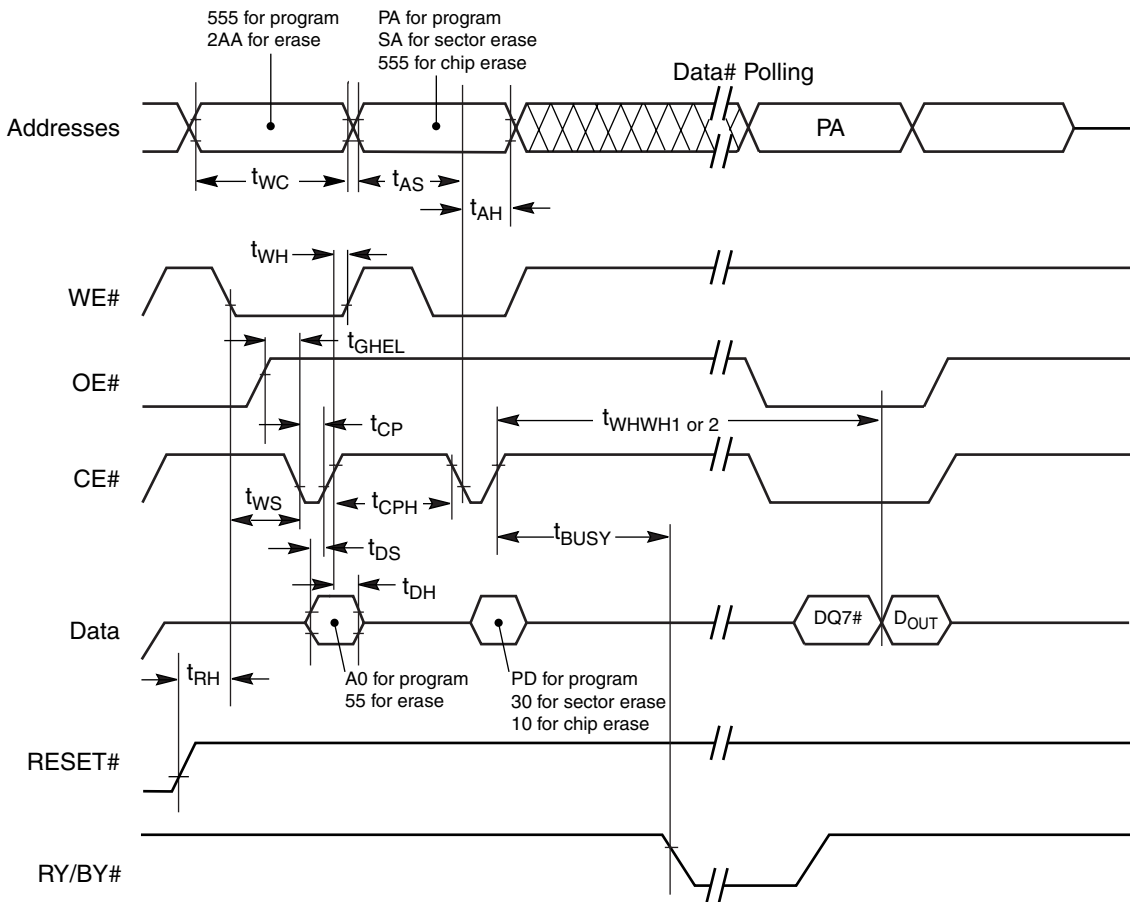 555 for program
2AA for erase
PA for program
SA for sector erase
555 for chip erase
Data# Polling
Addresses
PA
tWC
tAS
tAH
tWH
WE#
tGHEL
OE#
tWHWH1 or 2
tCP
CE#
tWS
tCPH
tBUSY
tDS
tDH
Data
DQ7#
DOUT
tRH
A0 for program
55 for erase
PD for program
30 for sector erase
10 for chip erase
RESET#
RY/BY#